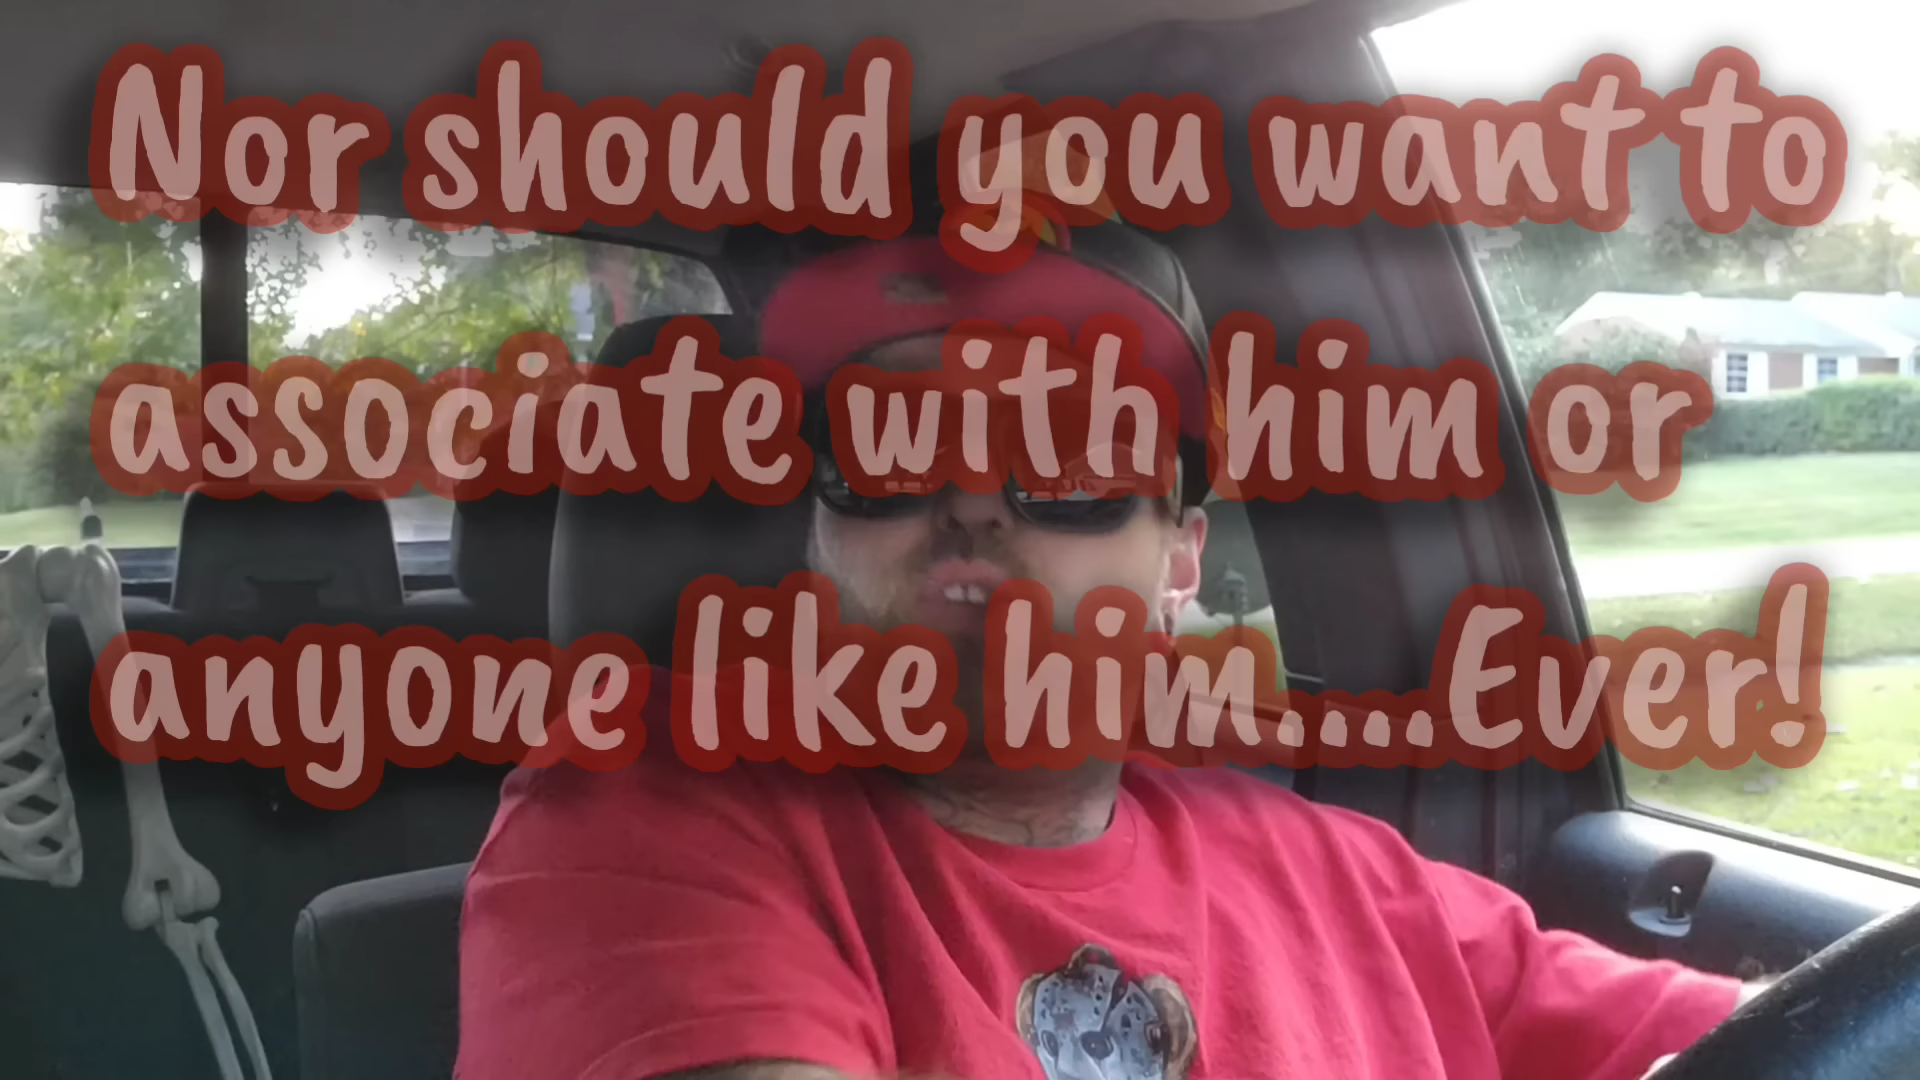 Nor should you want to
associate with him or
anyone like him....Ever!